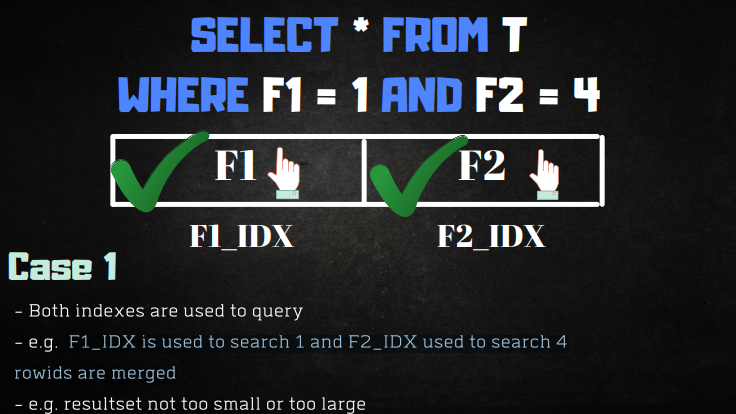 SELECT * FROM T
WHERE F1 = 1 AND F2 = 4
F1 F2
F1_IDX F2_IDX
Case 1
- Both indexes are used to query
- e.g. F1_IDX is used to search 1 and F2_IDX used to search 4
rowids are merged
- e.g. resultset not too small or too large